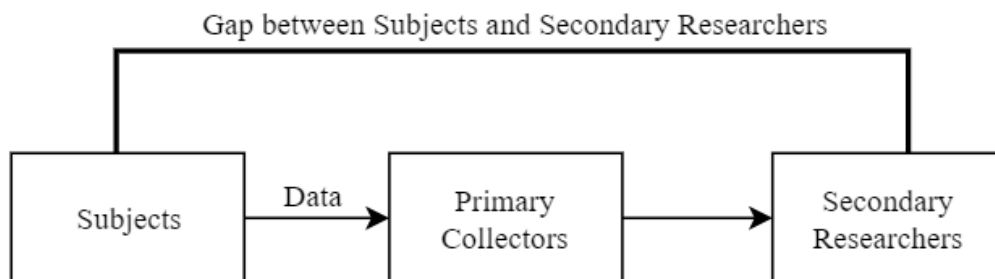 Gap between Subjects and Secondary Researchers
Subjects
Data
Primary
Collectors
Secondary
Researchers